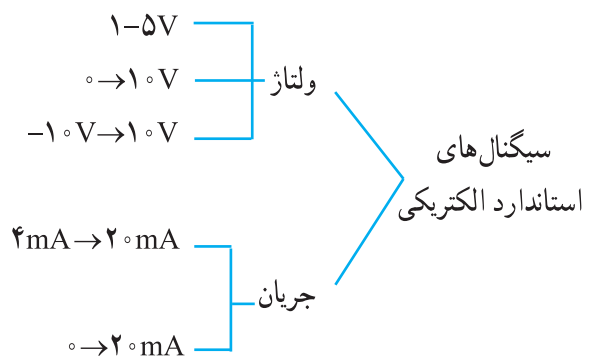 سیگنال‌های
استاندارد الکتریکی
ولتاژ
۱-۵V
۰→۱۰V
-۱۰V→۱۰V
جریان
۴mA→۲۰mA
۰→۲۰mA